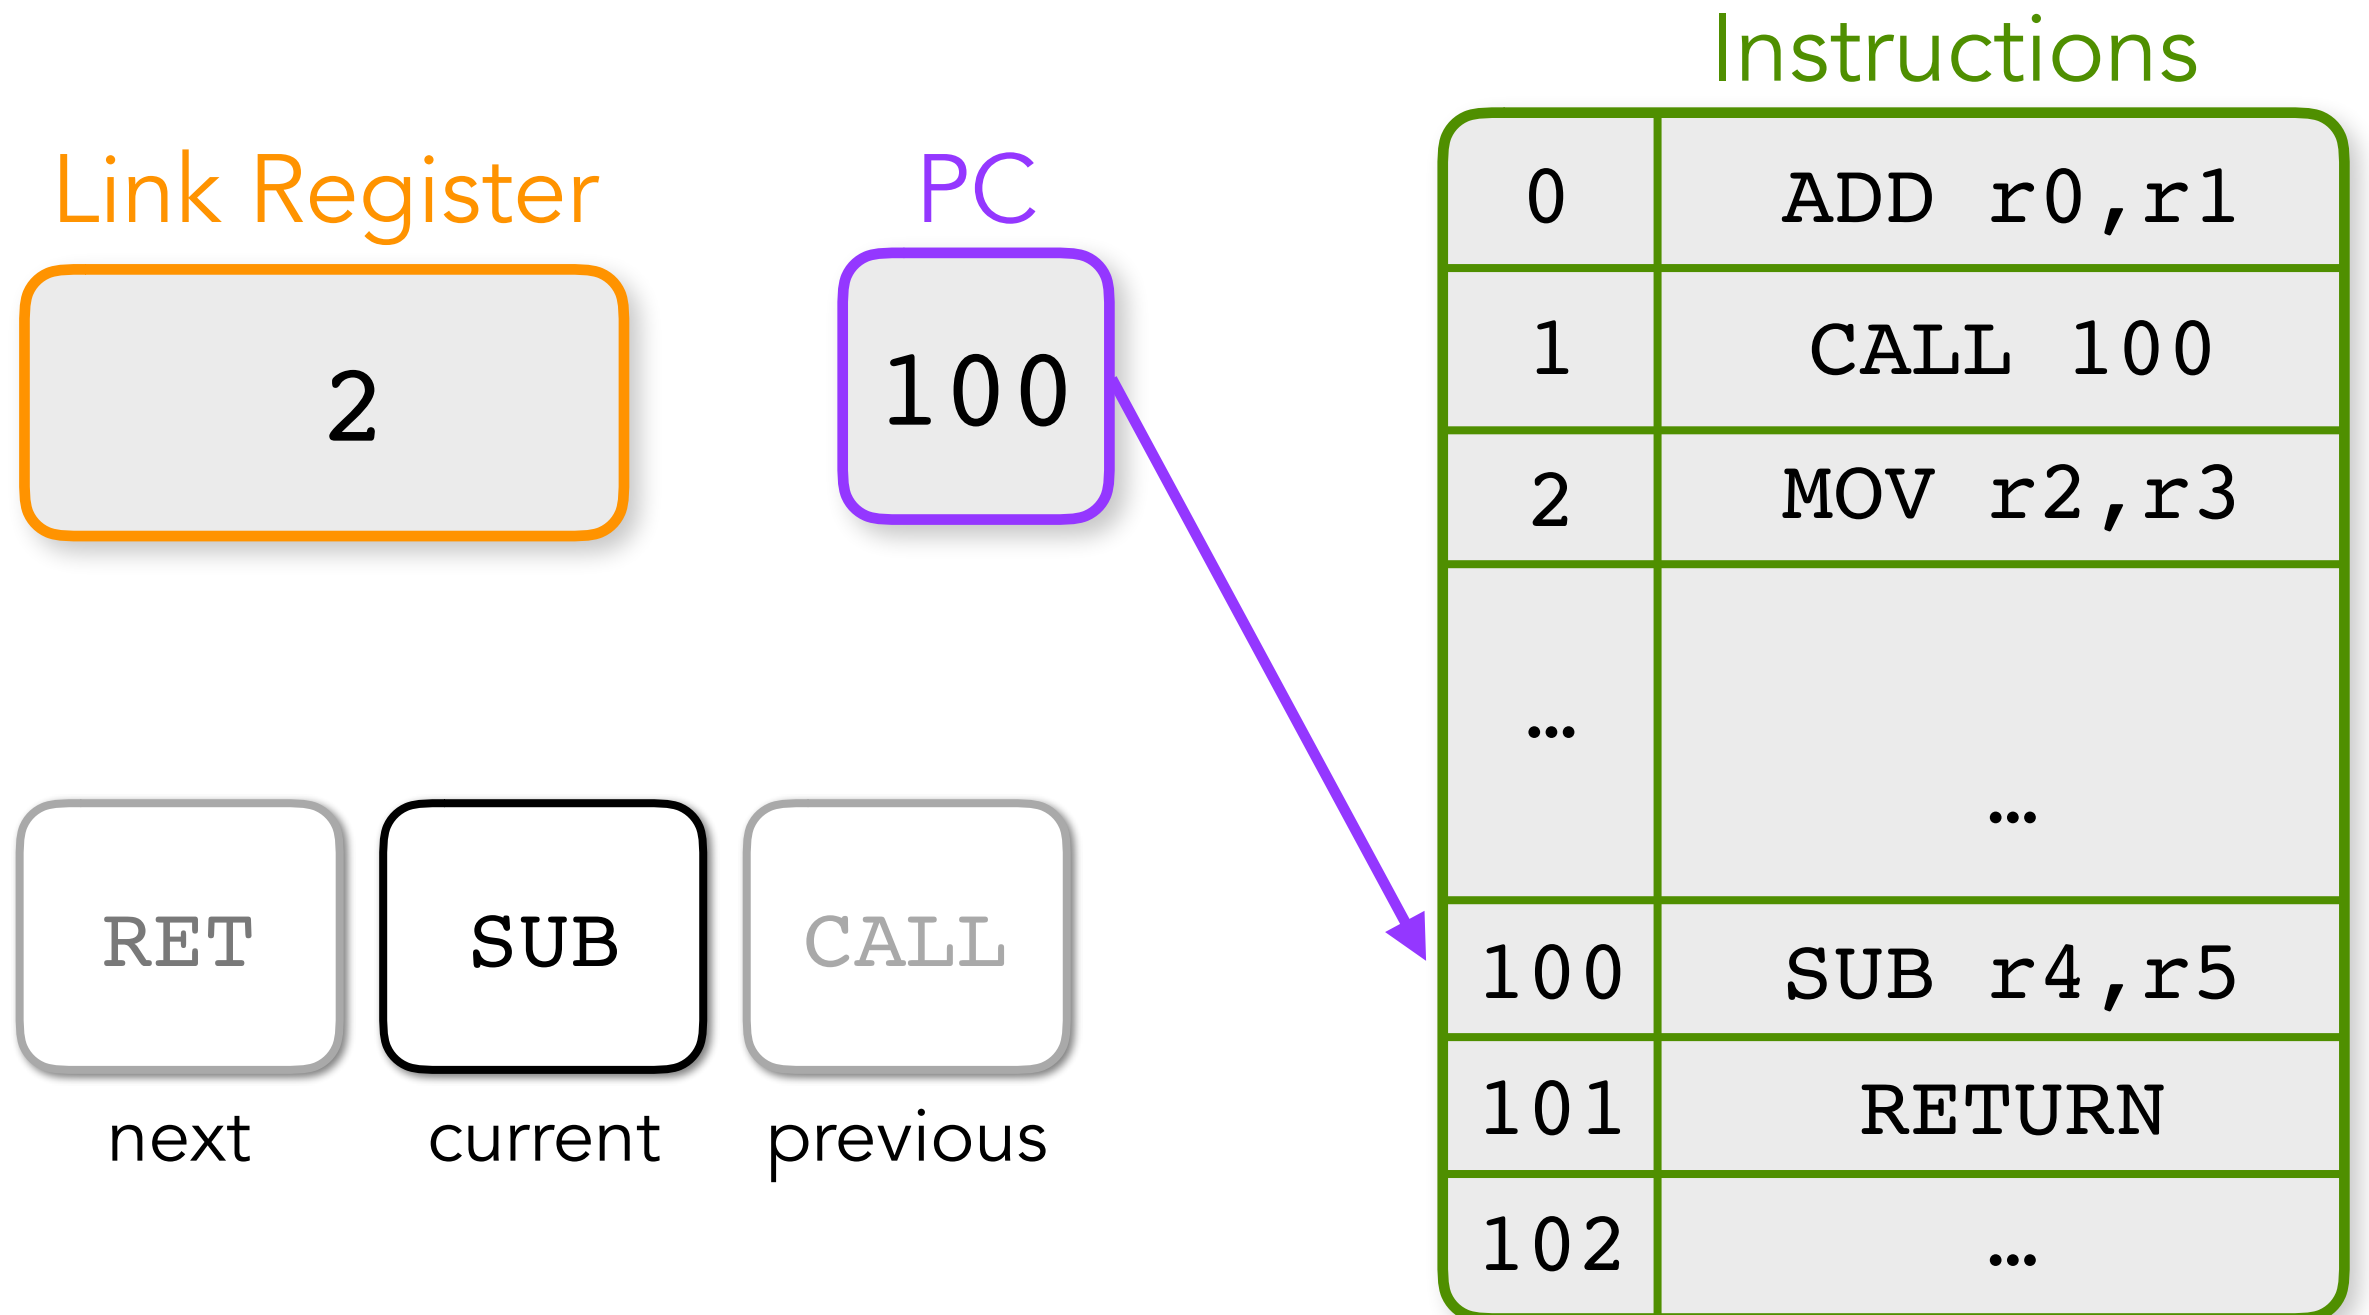 Link Register
2
PC
100
RET
SUB
CALL
next
current
previous
Instructions
0 ADD r0,r1
1 CALL 100
2 MOV r2,r3
… …
100 SUB r4,r5
101 RETURN
102 …